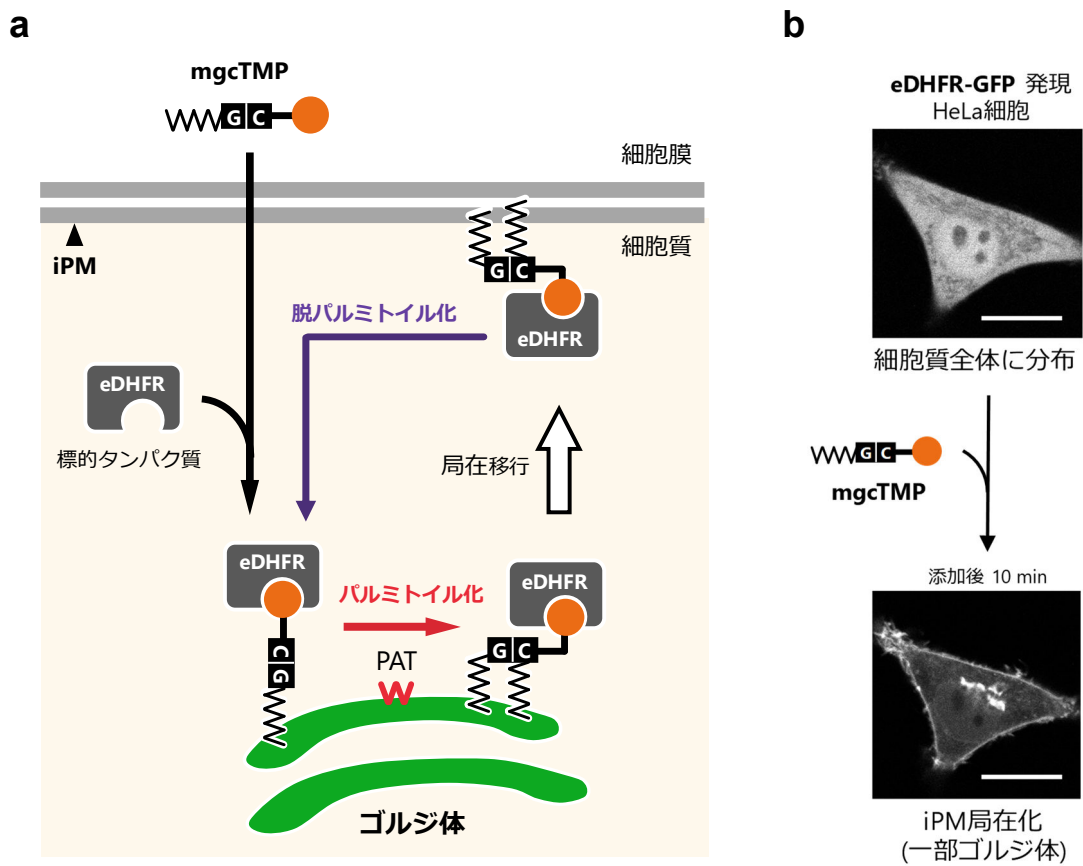 a
mgcTMP
G C
細胞膜
iPM
細胞質
G C
eDHFR
脱パルミトイル化
eDHFR
標的タンパク質
局在移行
eDHFR
C
G
パルミトイル化
PAT
eDHFR
G C
ゴルジ体
b
eDHFR-GFP 発現
HeLa細胞
細胞質全体に分布
G C
mgcTMP
添加後 10 min
iPM局在化
(一部ゴルジ体)